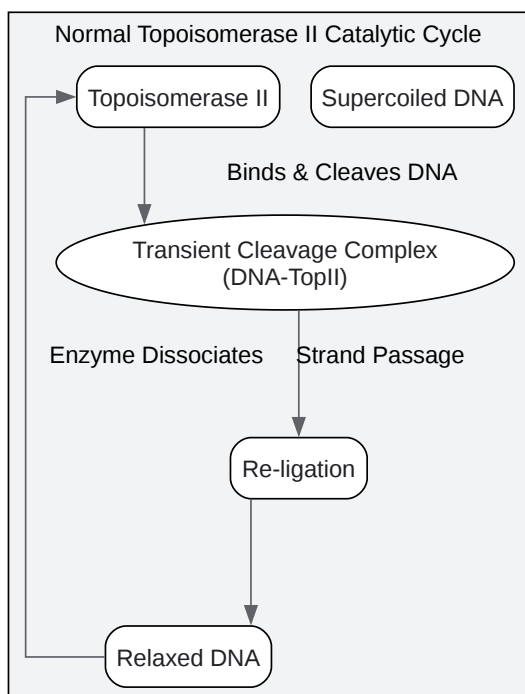 Normal Topoisomerase II Catalytic Cycle
Topoisomerase II
Supercoiled DNA
Binds & Cleaves DNA
Transient Cleavage Complex
(DNA-TopII)
Enzyme Dissociates
Strand Passage
Re-ligation
Relaxed DNA